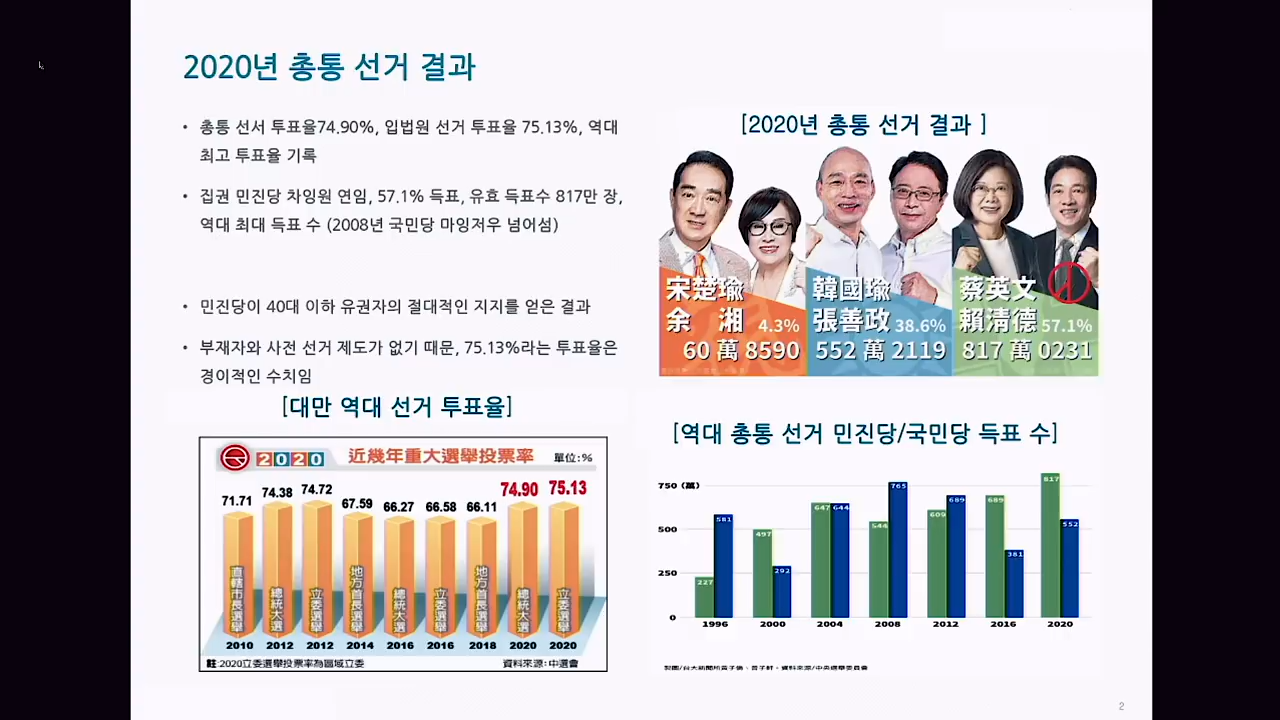 2020년 총통 선거 결과
• 총통 선서 투표율74.90%, 입법원 선거 투표율 75.13%, 역대
최고 투표율 기록
• 집권 민진당 차잉원 연임, 57.1% 득표, 유효 득표수 817만 장,
역대 최대 득표 수 (2008년 국민당 마잉저우 넘어섬)
• 민진당이 40대 이하 유권자의 절대적인 지지를 얻은 결과
• 부재자와 사전 선거 제도가 없기 때문, 75.13%라는 투표율은
경이적인 수치임
[2020년 총통 선거 결과 ]
宋楚瑜
余 湘 4.3%
60 萬 8590
韓國瑜
張善政 38.6%
552 萬 2119
蔡英文
賴清德 57.1%
817 萬 0231
[대만 역대 선거 투표율]
2020 近幾年重大選舉投票率 單位:%
71.71 74.38 74.72 67.59 66.27 66.58 66.11 74.90 75.13
直轄市長選舉 總統大選 立委選舉 地方首長選舉 總統大選 立委選舉 地方首長選舉 總統大選 立委選舉
2010 2012 2012 2014 2016 2016 2018 2020 2020
註:2020立委選舉投票率為區域立委 資料來源:中選會
[역대 총통 선거 민진당/국민당 득표 수]
750 (萬)
500
250
0
227 581 497 292 647 644 544 765 609 689 689 381 817 552
1996 2000 2004 2008 2012 2016 2020
2